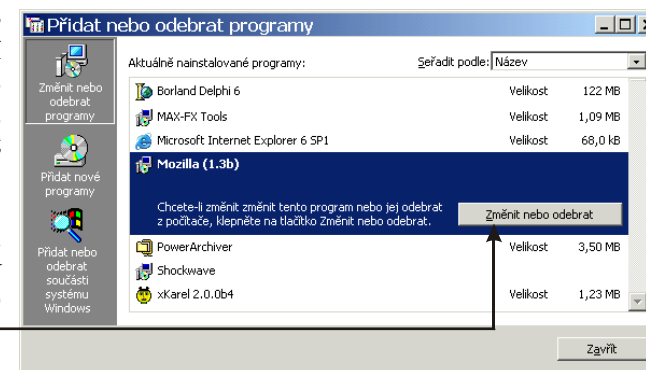 Přidat nebo odebrat programy
Změnit nebo
odebrat
programy
Přidat nové
programy
Přidat nebo
odebrat
součásti
systému
Windows
Aktuálně nainstalované programy:
Seřadit podle: Název
Borland Delphi 6 Velikost 122 MB
MAX-FX Tools Velikost 1,09 MB
Microsoft Internet Explorer 6 SP1 Velikost 68,0 kB
Mozilla (1.3b)
Chcete-li změnit změnit tento program nebo jej odebrat
z počítače, klepněte na tlačítko Změnit nebo odebrat.
Změnit nebo odebrat
PowerArchiver Velikost 3,50 MB
Shockwave
xKarel 2.0.0b4 Velikost 1,23 MB
Zavřít